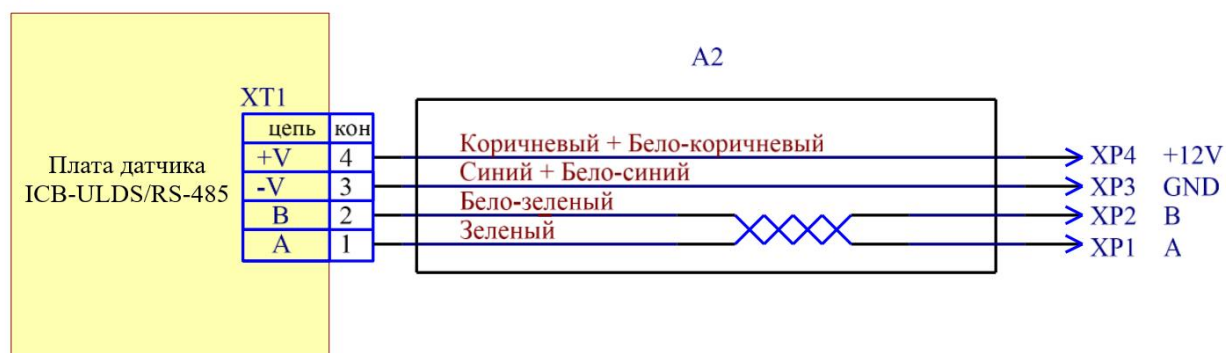 A2
XT1
цепь кон
+V 4
-V 3
B 2
A 1
Плата датчика
ICB-ULDS/RS-485
Коричневый + Бело-коричневый
Синий + Бело-синий
Бело-зеленый
Зеленый
XP4 +12V
XP3 GND
XP2 B
XP1 A